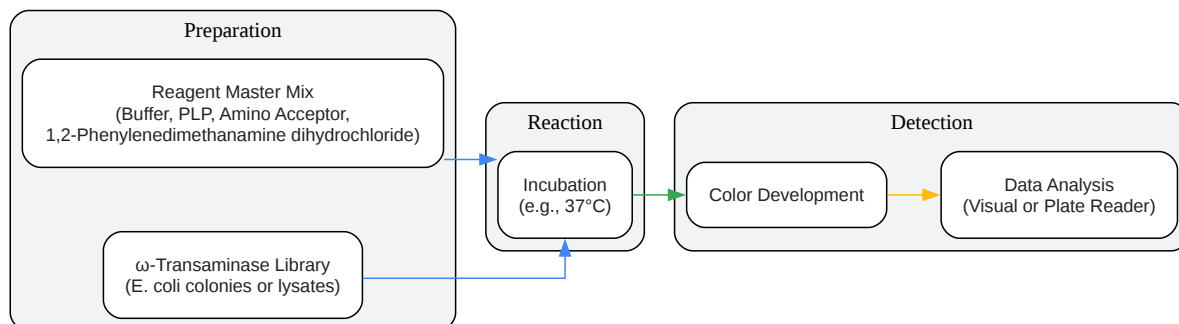 Preparation
Reagent Master Mix
(Buffer, PLP, Amino Acceptor,
1,2-Phenylenedimethanamine dihydrochloride)
ω-Transaminase Library
(E. coli colonies or lysates)
Reaction
Incubation
(e.g., 37°C)
Detection
Color Development
Data Analysis
(Visual or Plate Reader)